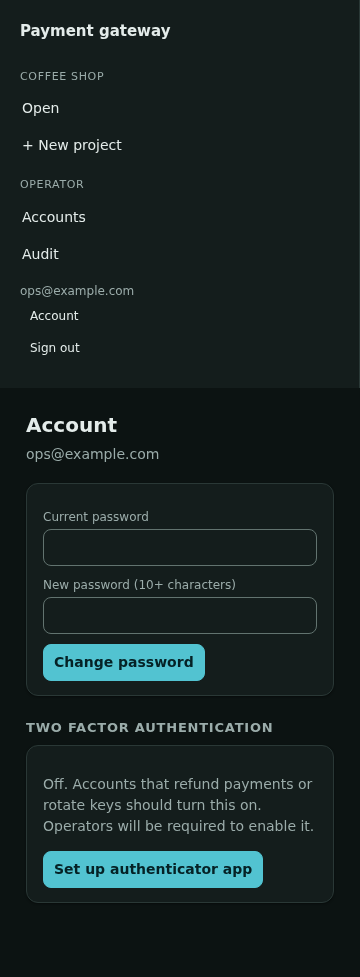 Payment gateway
COFFEE SHOP
Open
+ New project
OPERATOR
Accounts
Audit
ops@example.com
Account
Sign out
Account
ops@example.com
Current password
New password (10+ characters)
Change password
TWO FACTOR AUTHENTICATION
Off. Accounts that refund payments or
rotate keys should turn this on.
Operators will be required to enable it.
Set up authenticator app